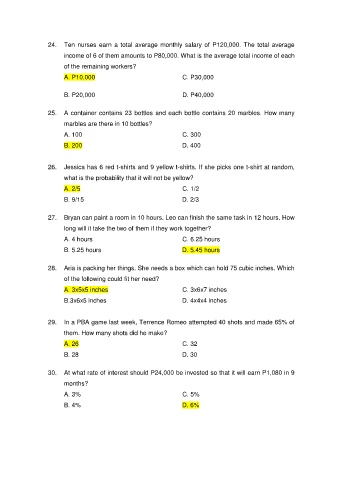 24. Ten nurses earn a total average monthly salary of P120,000. The total average
income of 6 of them amounts to P80,000. What is the average total income of each
of the remaining workers?
A. P10,000 C. P30,000
B. P20,000 D. P40,000
25. A container contains 23 bottles and each bottle contains 20 marbles. How many
marbles are there in 10 bottles?
A. 100 C. 300
B. 200 D. 400
26. Jessica has 6 red t-shirts and 9 yellow t-shirts. If she picks one t-shirt at random,
what is the probability that it will not be yellow?
A. 2/5 C. 1/2
B. 9/15 D. 2/3
27. Bryan can paint a room in 10 hours. Leo can finish the same task in 12 hours. How
long will it take the two of them if they work together?
A. 4 hours C. 6.25 hours
B. 5.25 hours D. 5.45 hours
28. Aria is packing her things. She needs a box which can hold 75 cubic inches. Which
of the following could fit her need?
A. 3x5x5 inches C. 3x6x7 inches
B.3x6x5 inches D. 4x4x4 inches
29. In a PBA game last week, Terrence Romeo attempted 40 shots and made 65% of
them. How many shots did he make?
A. 26 C. 32
B. 28 D. 30
30. At what rate of interest should P24,000 be invested so that it will earn P1,080 in 9
months?
A. 3% C. 5%
B. 4% D. 6%